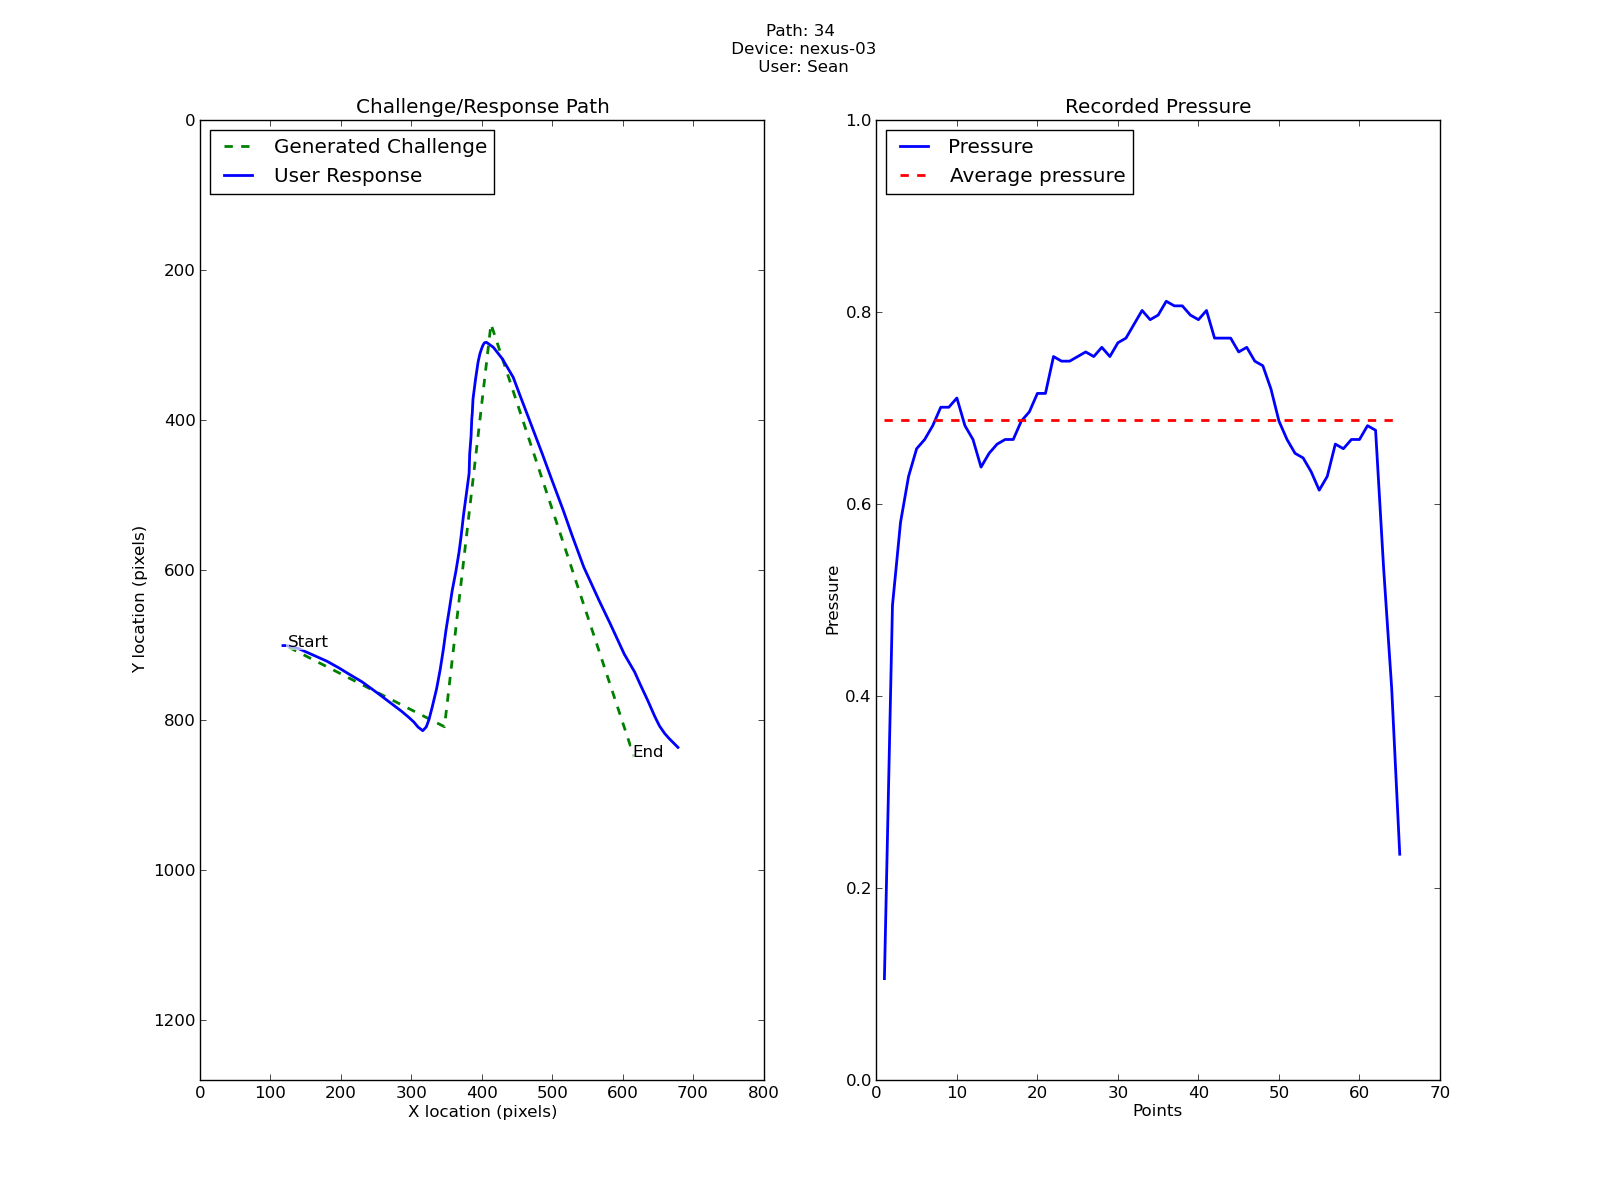 Path: 34
Device: nexus-03
User: Sean
Challenge/Response Path
Generated Challenge
User Response
0
200
400
600
800
1000
1200
Y location (pixels)
Start
End
0 100 200 300 400 500 600 700 800
X location (pixels)
Recorded Pressure
Pressure
Average pressure
1.0
0.8
0.6
0.4
0.2
0.0
Pressure
0 10 20 30 40 50 60 70
Points